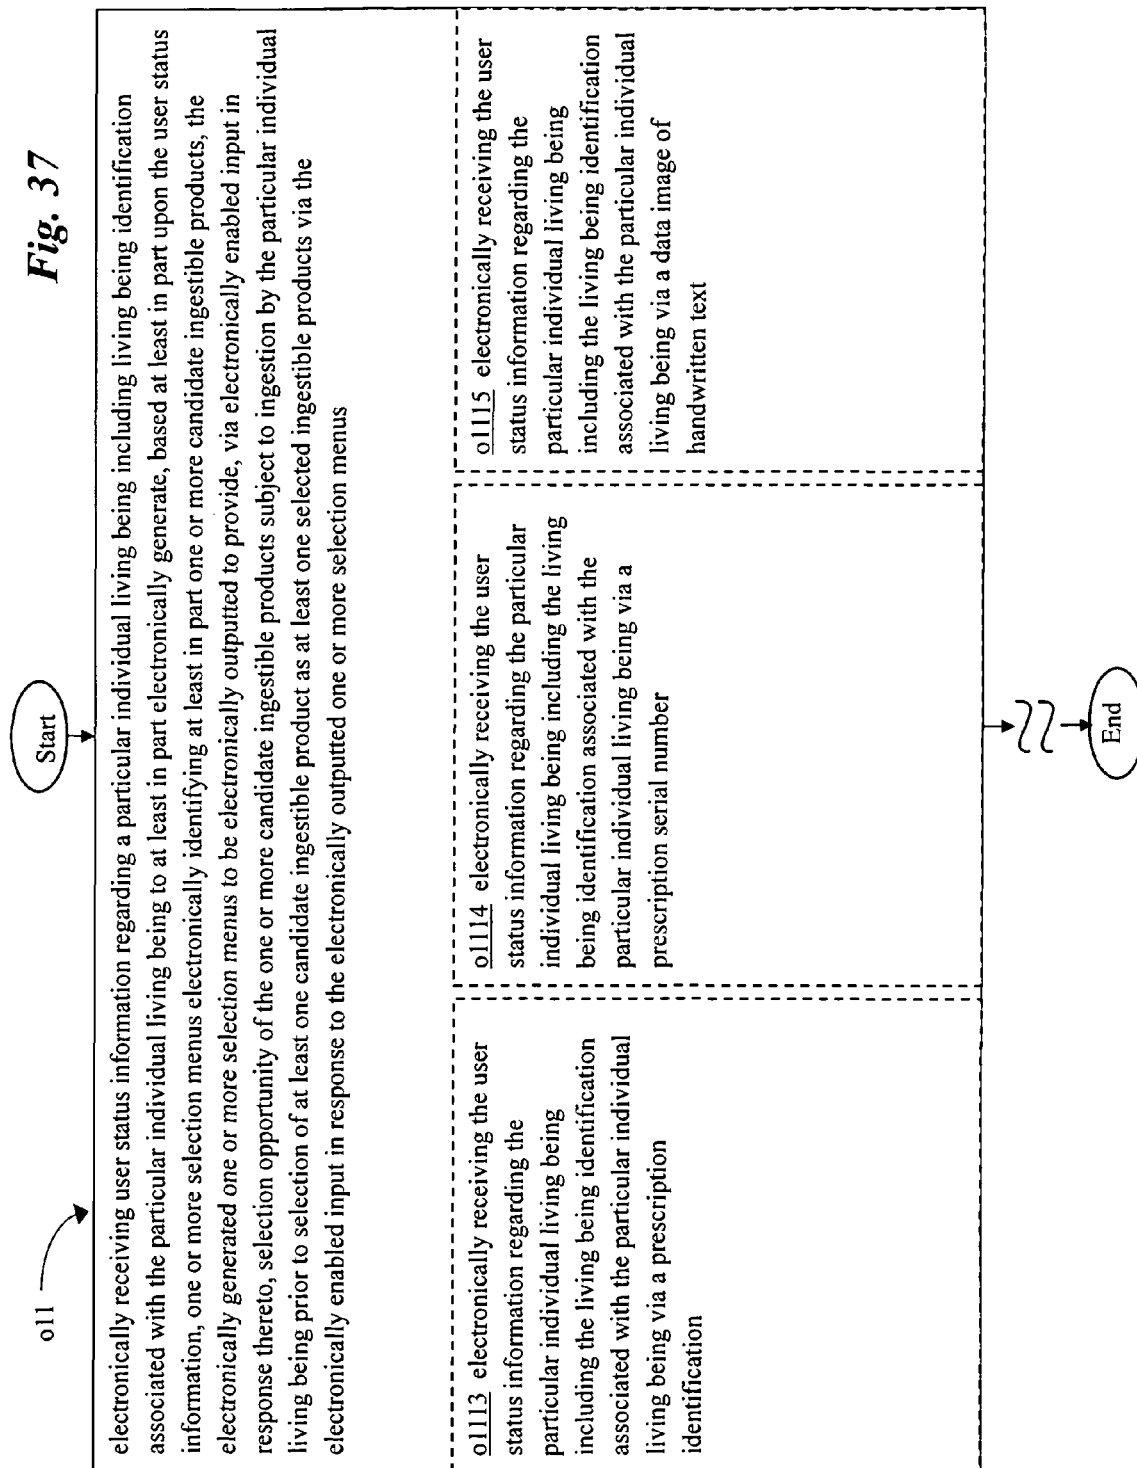 Fig. 37
Start
o11
electronically receiving user status information regarding a particular individual living being including living being identification
associated with the particular individual living being to at least in part electronically generate, based at least in part upon the user status
information, one or more selection menus electronically identifying at least in part one or more candidate ingestible products, the
electronically generated one or more selection menus to be electronically outputted to provide, via electronically enabled input in
response thereto, selection opportunity of the one or more candidate ingestible products subject to ingestion by the particular individual
living being prior to selection of at least one candidate ingestible product as at least one selected ingestible products via the
electronically enabled input in response to the electronically outputted one or more selection menus
o1113 electronically receiving the user
status information regarding the
particular individual living being
including the living being identification
associated with the particular individual
living being via a prescription
identification
o1114 electronically receiving the user
status information regarding the particular
individual living being including the living
being identification associated with the
particular individual living being via a
prescription serial number
o1115 electronically receiving the user
status information regarding the
particular individual living being
including the living being identification
associated with the particular individual
living being via a data image of
handwritten text
End